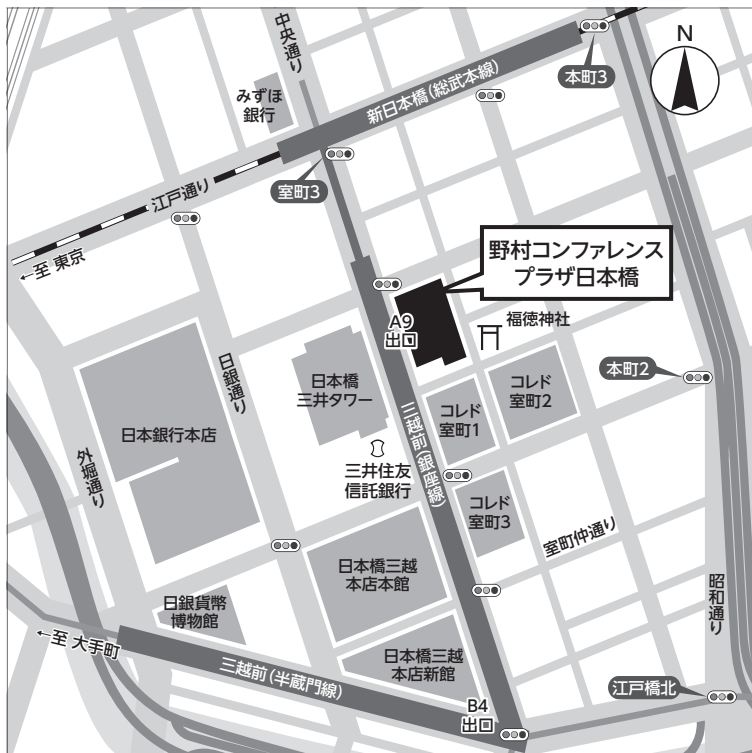 中央通り
N
みずほ
銀行
新日本橋(総武本線)
本町3
江戸通り
室町3
←至 東京
野村コンファレンス
プラザ日本橋
A9
出口
福徳神社
日銀通り
日本橋
三井タワー
コレド
室町1
コレド
室町2
本町2
日本銀行本店
外堀通り
三越前(銀座線)
三井住友
信託銀行
コレド
室町3
室町仲通り
日本橋三越
本店本館
昭和通り
日銀貨幣
博物館
←至 大手町
三越前(半蔵門線)
日本橋三越
本店新館
B4
出口
江戸橋北